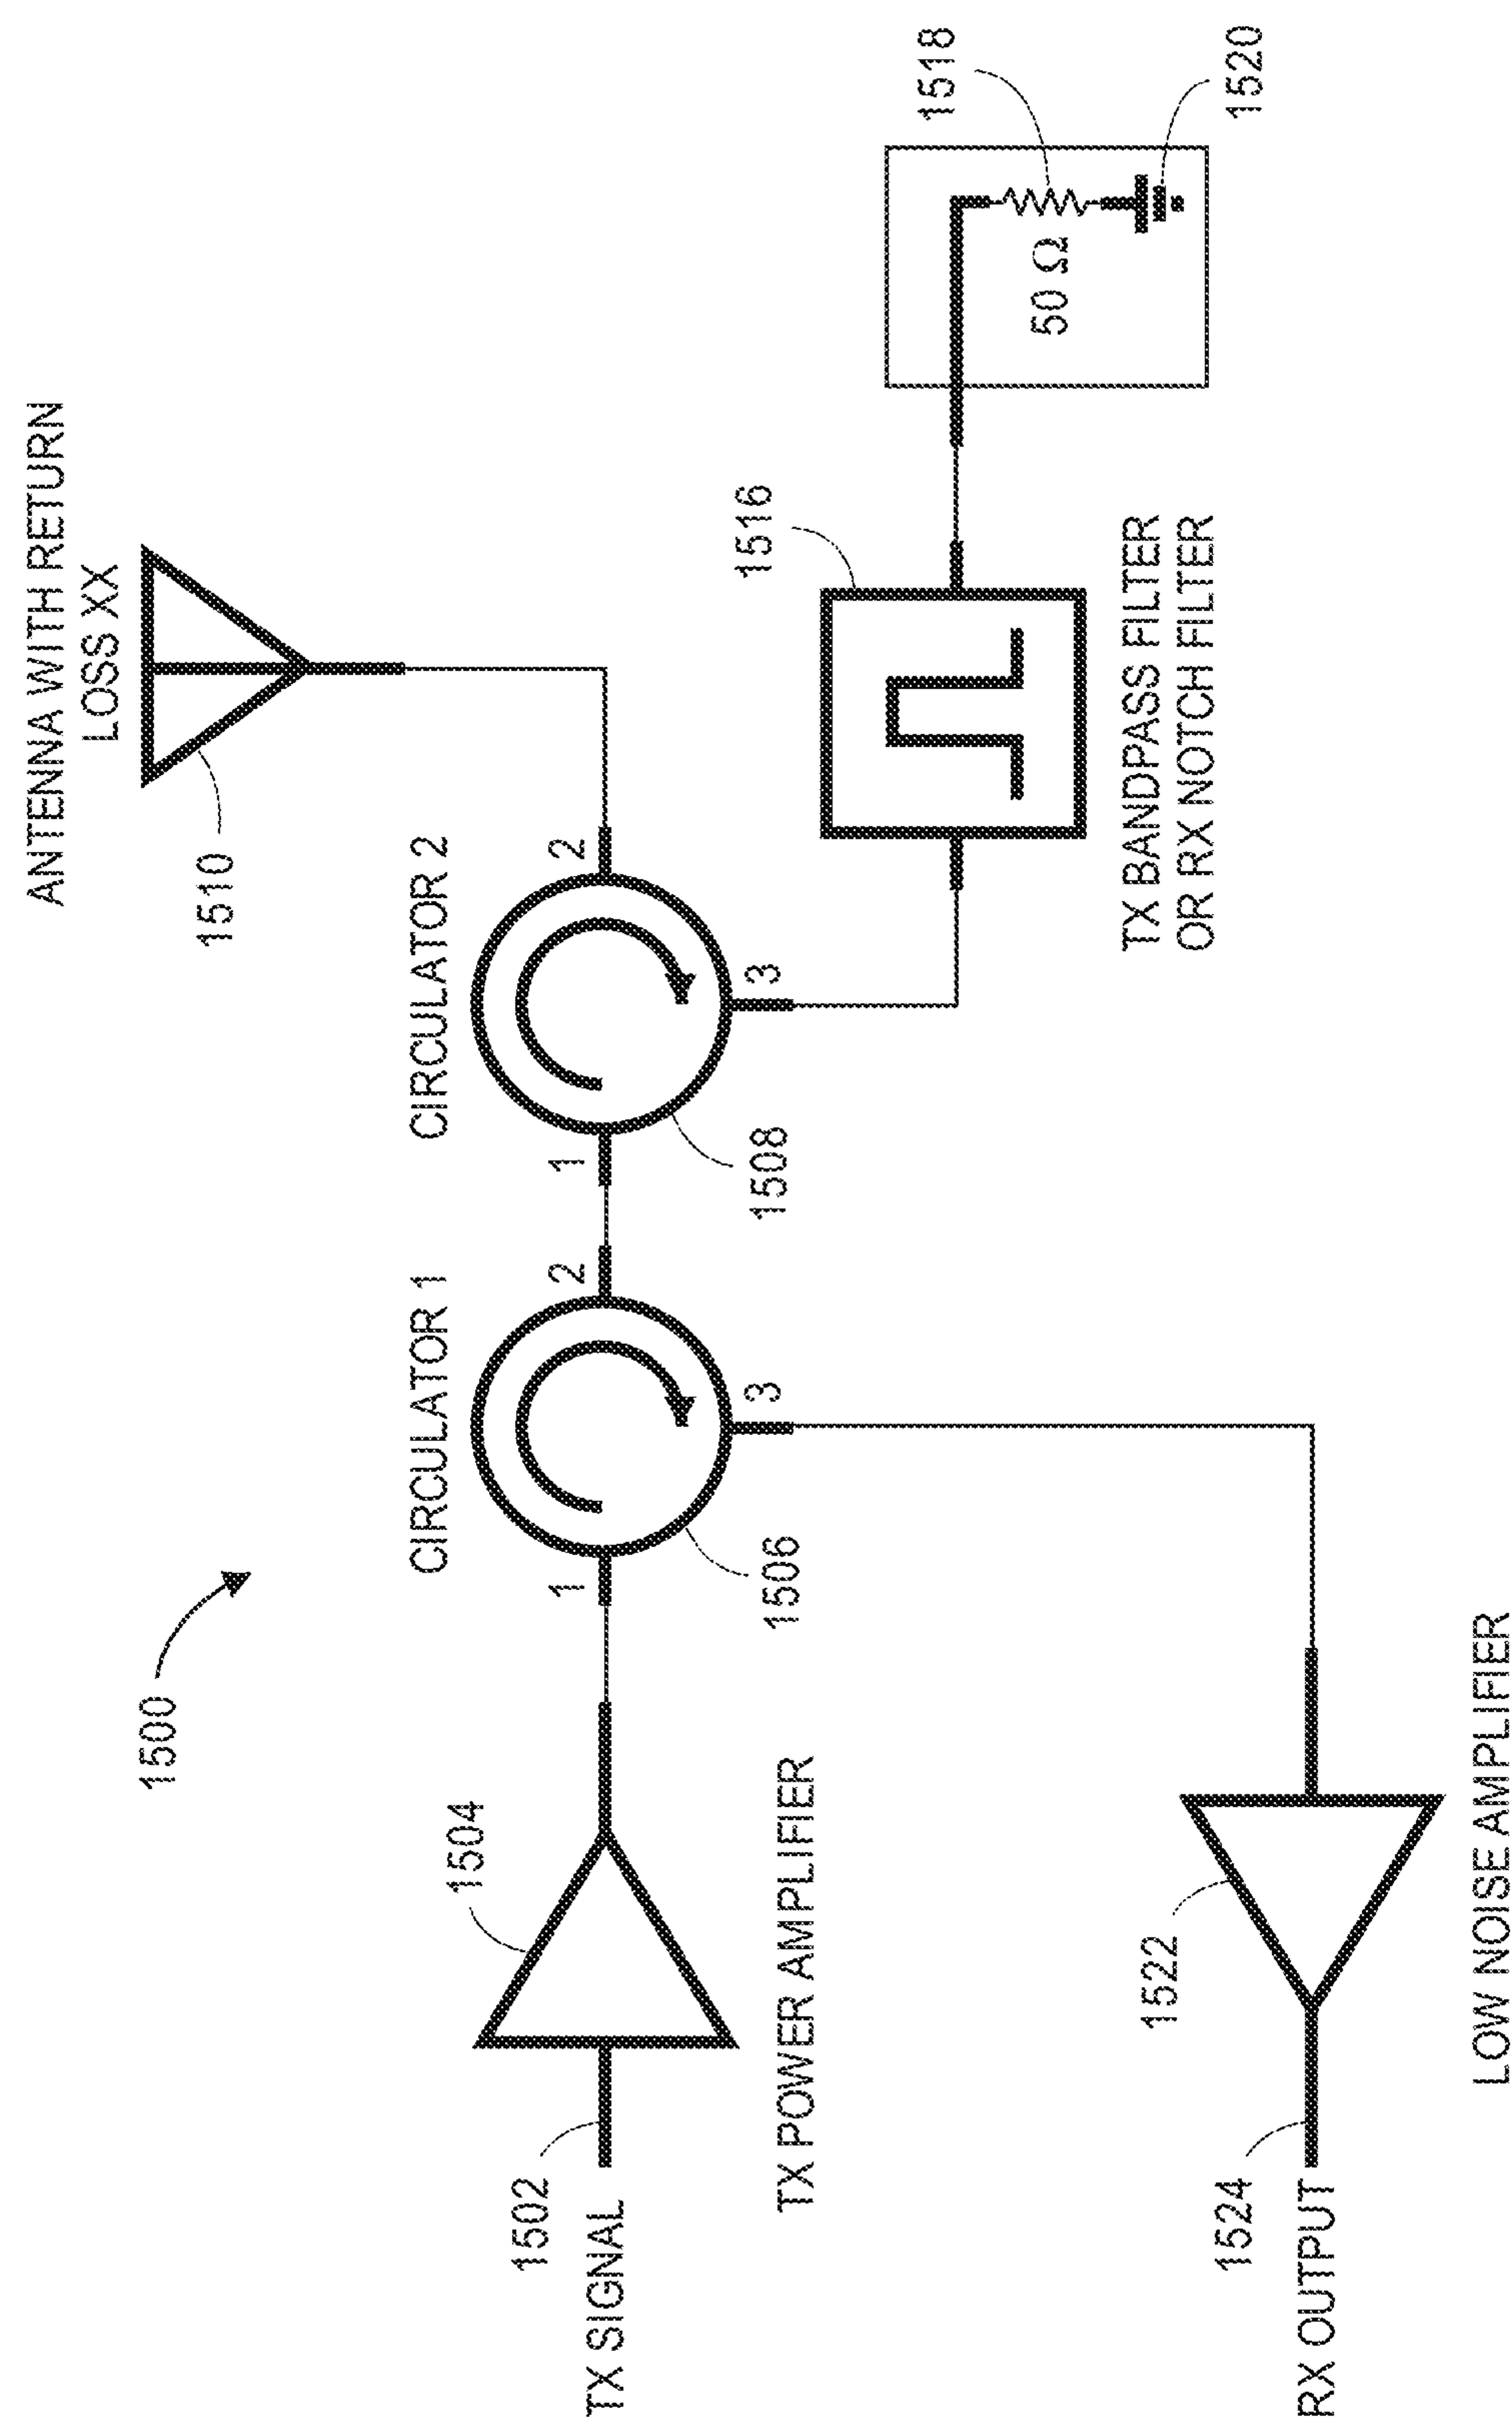 1500
ANTENNA WITH RETURN
LOSS XX
1510
CIRCULATOR 1
CIRCULATOR 2
1504
1
2
1
2
1502
TX SIGNAL
TX POWER AMPLIFIER
1506
3
1508
3
1516
TX BANDPASS FILTER
OR RX NOTCH FILTER
50 Ω
1518
1520
1522
1524
RX OUTPUT
LOW NOISE AMPLIFIER